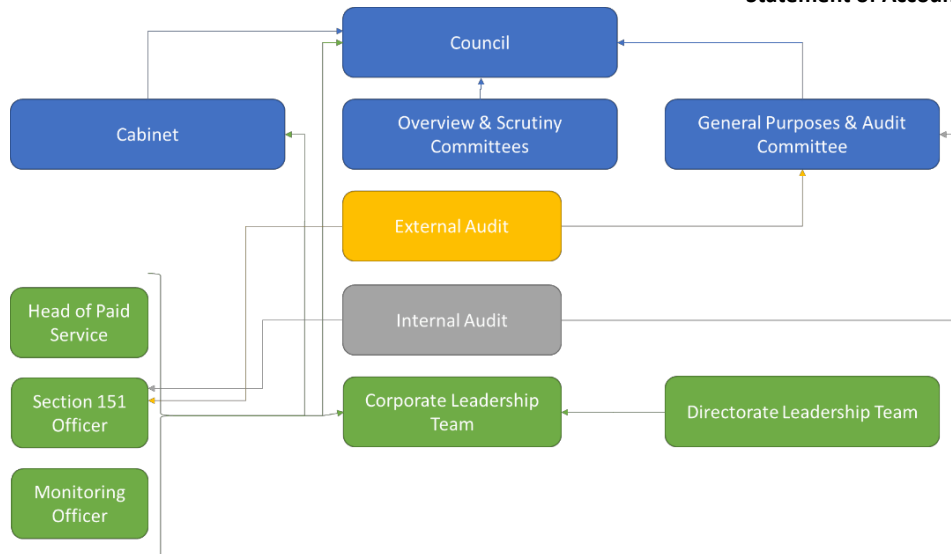 Council
Cabinet
Overview & Scrutiny
Committees
General Purposes & Audit
Committee
External Audit
Head of Paid
Service
Internal Audit
Section 151
Officer
Corporate Leadership
Team
Directorate Leadership Team
Monitoring
Officer